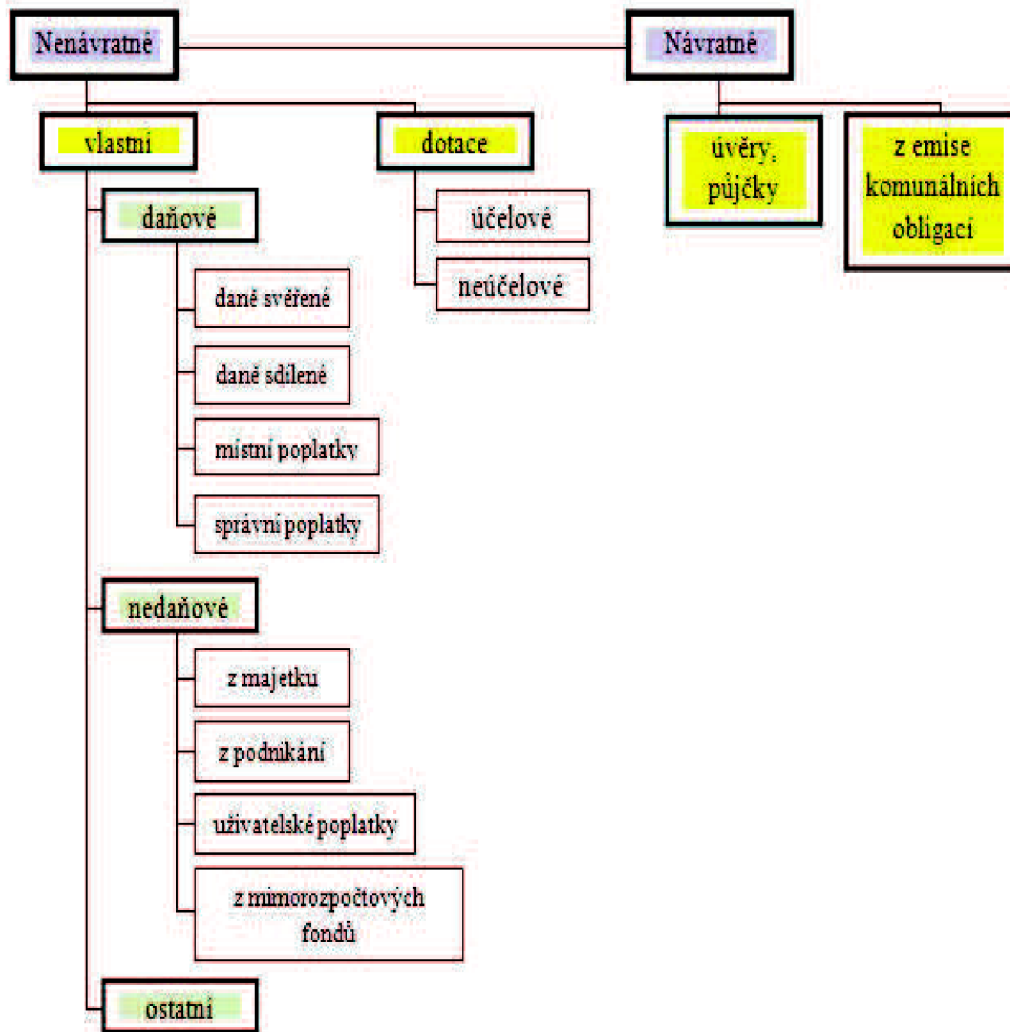 Nenávratné
Návratné
vlastní
dotace
úvěry,
půjčky
z emise
komunálních
obligací
daňové
účelové
neúčelové
daně svěřené
daně sdílené
místní poplatky
správní poplatky
nedaňové
z majetku
z podnikání
uživatelské poplatky
z mimorozpočtových
fondů
ostatní